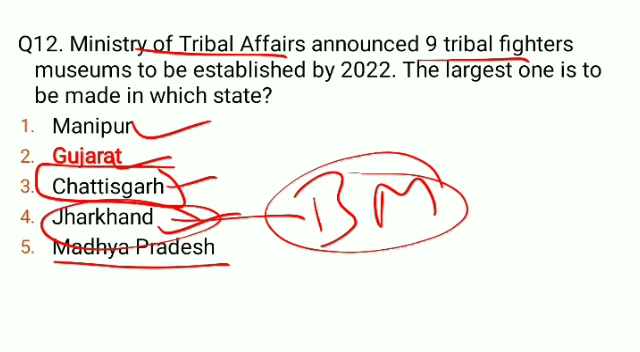 Q12. Ministry of Tribal Affairs announced 9 tribal fighters
museums to be established by 2022. The largest one is to
be made in which state?
1. Manipur
2. Gujarat
3. Chattisgarh
4. Jharkhand
5. Madhya Pradesh
BM